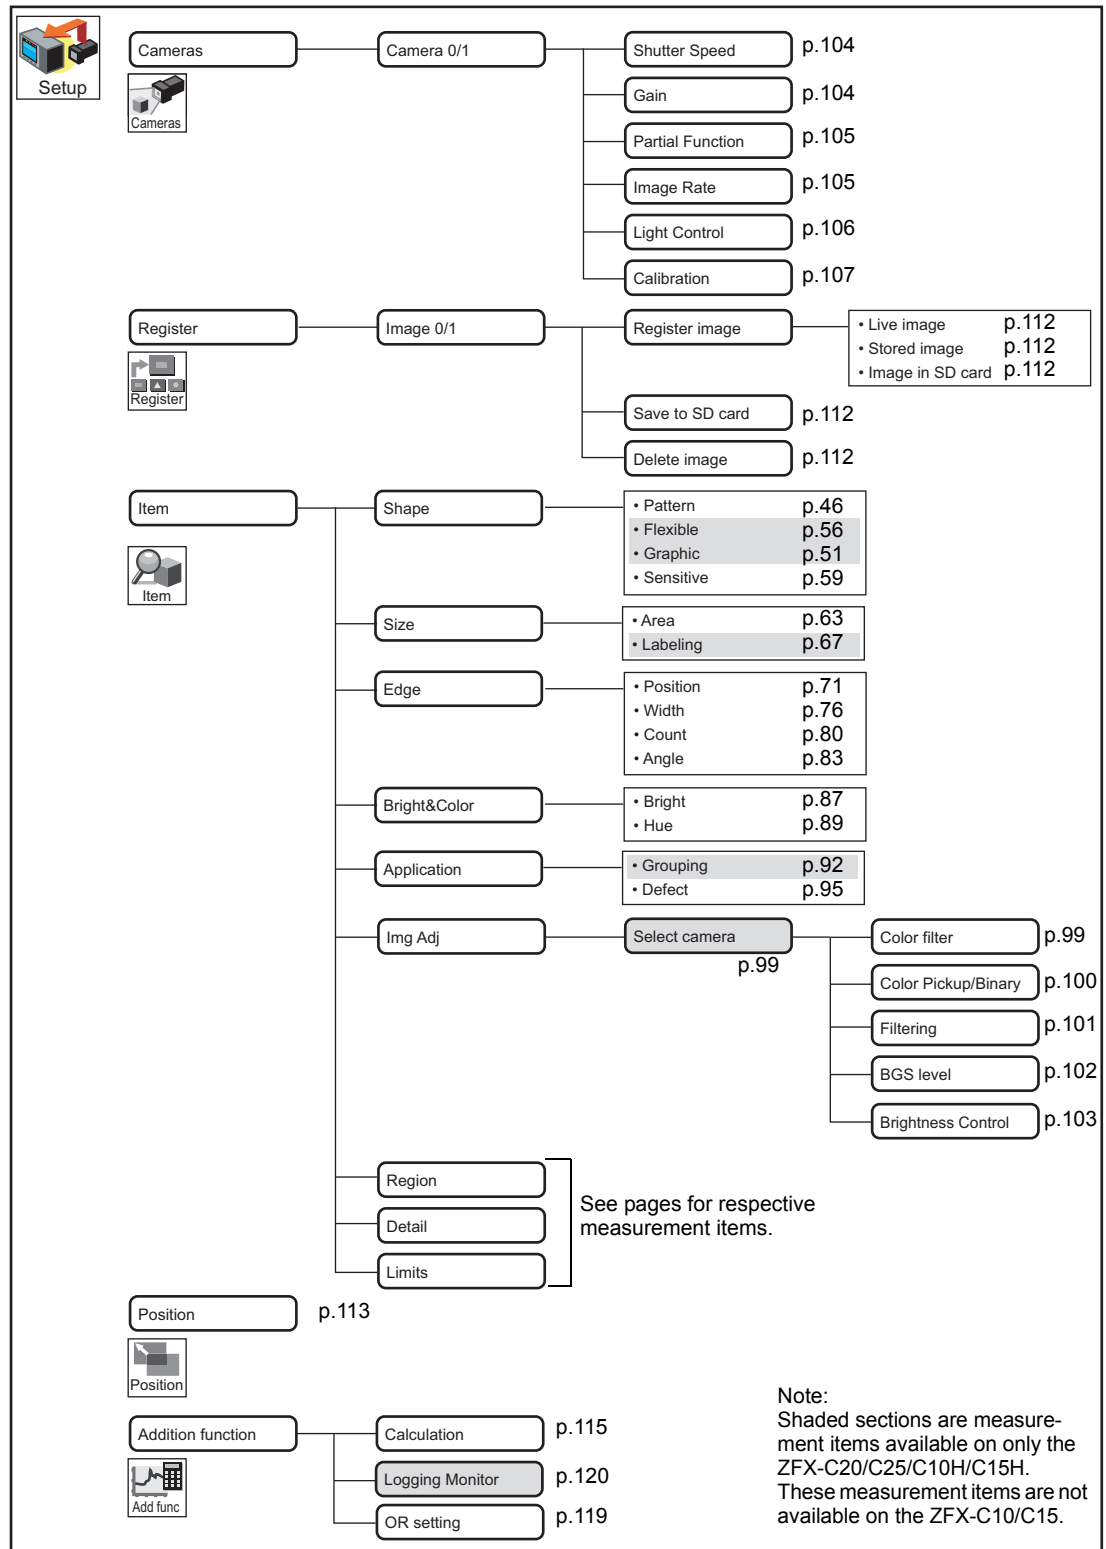 Setup
Cameras
Camera 0/1
Shutter Speed p.104
Gain p.104
Partial Function p.105
Image Rate p.105
Light Control p.106
Calibration p.107
Cameras
Register
Image 0/1
Register image
• Live image p.112
• Stored image p.112
• Image in SD card p.112
Save to SD card p.112
Delete image p.112
Register
Item
Shape
• Pattern p.46
• Flexible p.56
• Graphic p.51
• Sensitive p.59
Item
Size
• Area p.63
• Labeling p.67
Edge
• Position p.71
• Width p.76
• Count p.80
• Angle p.83
Bright&Color
• Bright p.87
• Hue p.89
Application
• Grouping p.92
• Defect p.95
Img Adj
Select camera
p.99
Color filter p.99
Color Pickup/Binary p.100
Filtering p.101
BGS level p.102
Brightness Control p.103
Region
Detail
Limits
See pages for respective
measurement items.
Position p.113
Position
Addition function
Calculation p.115
Logging Monitor p.120
OR setting p.119
Add func
Note:
Shaded sections are measure-
ment items available on only the
ZFX-C20/C25/C10H/C15H.
These measurement items are not
available on the ZFX-C10/C15.